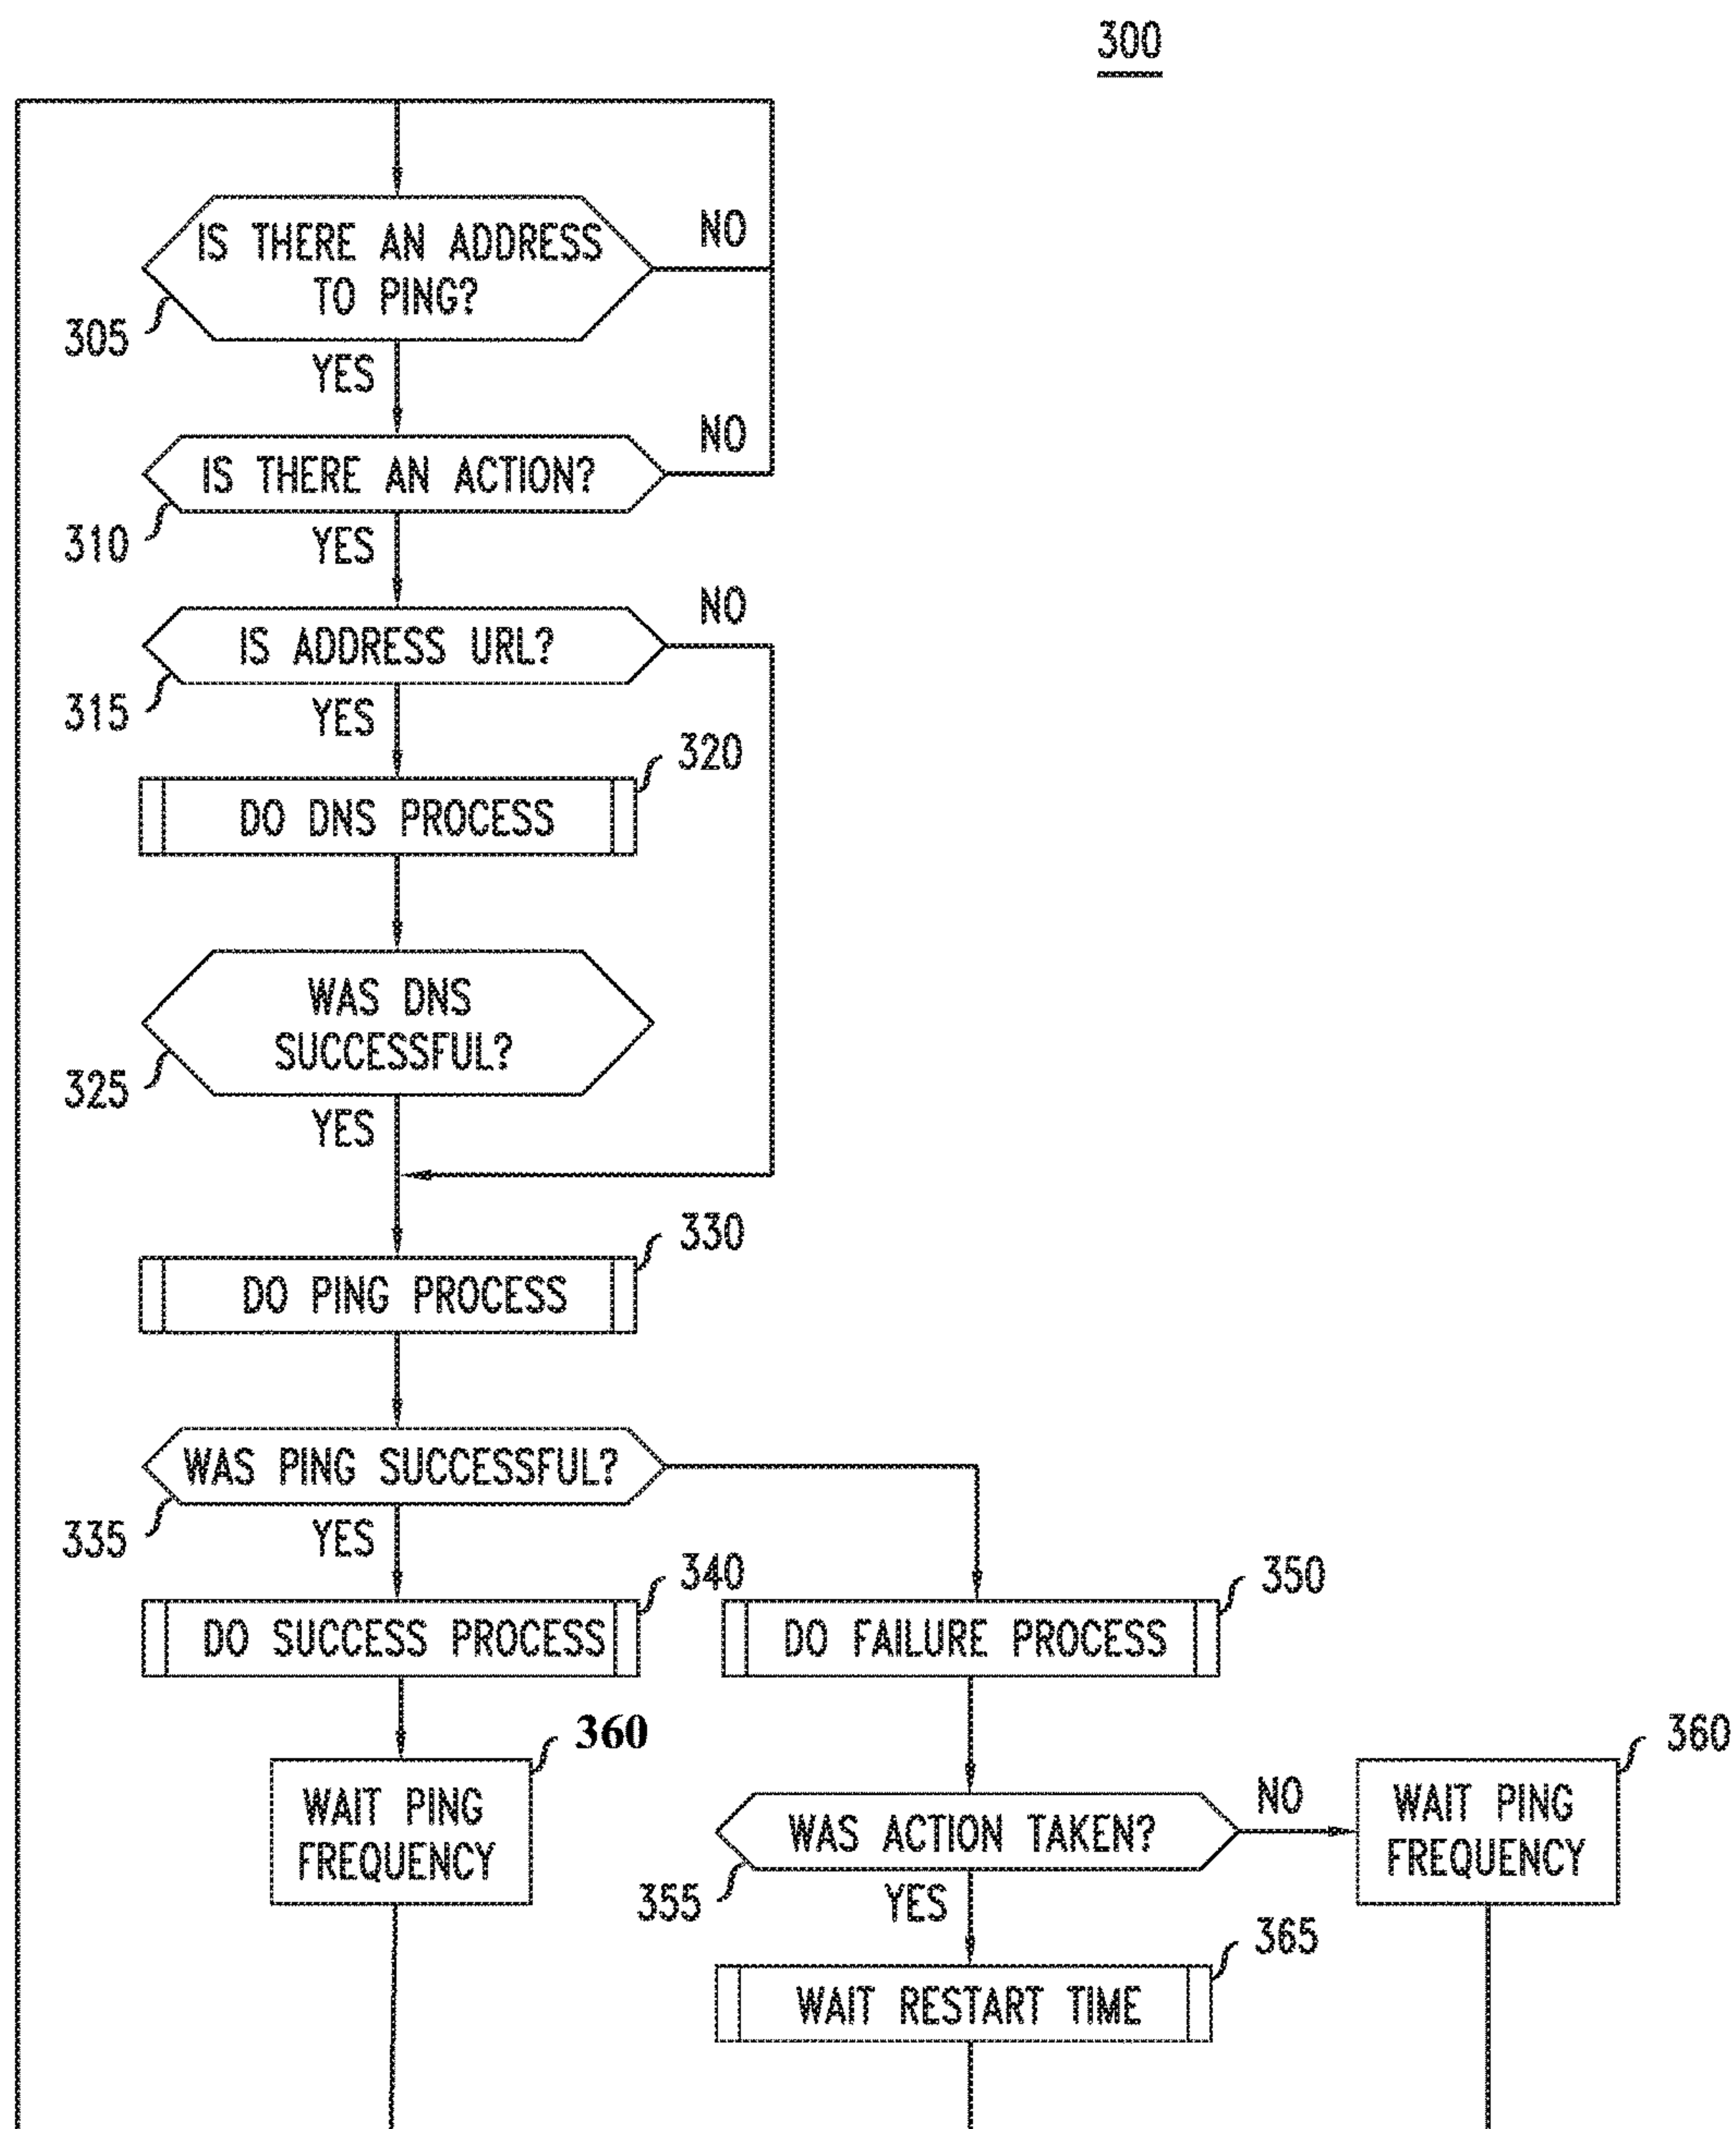 300
IS THERE AN ADDRESS
TO PING?
NO
305
YES
IS THERE AN ACTION?
NO
310
YES
IS ADDRESS URL?
NO
315
YES
320
DO DNS PROCESS
WAS DNS
SUCCESSFUL?
325
YES
330
DO PING PROCESS
WAS PING SUCCESSFUL?
335
YES
340
DO SUCCESS PROCESS
350
DO FAILURE PROCESS
360
WAIT PING
FREQUENCY
WAS ACTION TAKEN?
NO
355
YES
360
WAIT PING
FREQUENCY
365
WAIT RESTART TIME